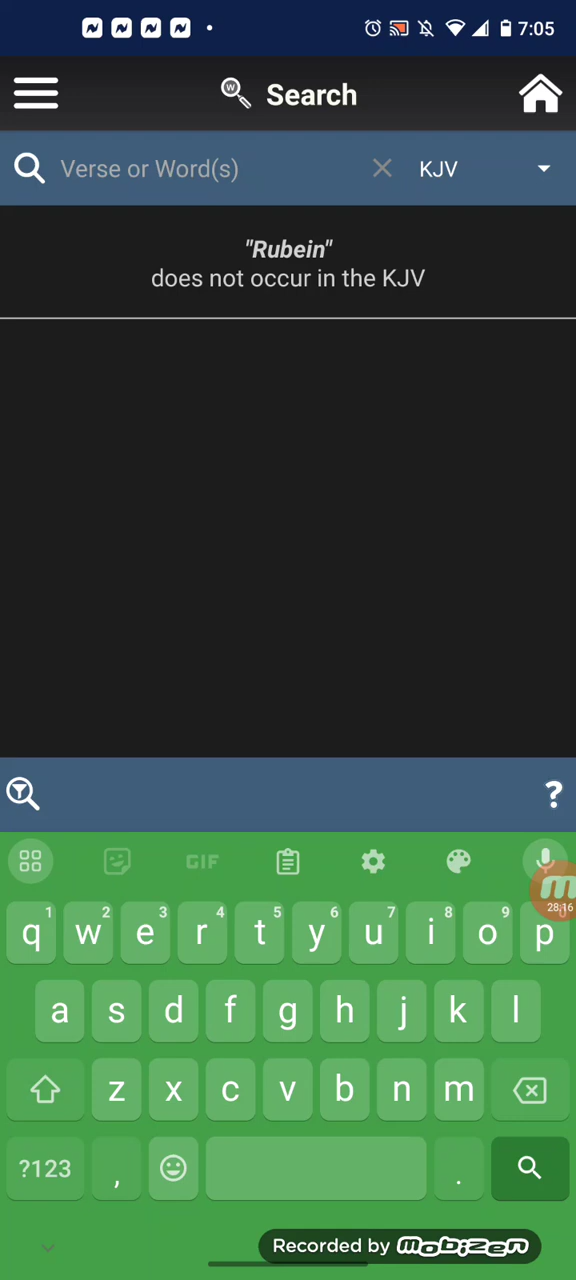 7:05
Search
Verse or Word(s)
KJV
"Rubein"
does not occur in the KJV
?
GIF
28:16
1 2 3 4 5 6 7 8 9
q w e r t y u i o p
a s d f g h j k l
z x c v b n m
?123 , .
Recorded by mobizen